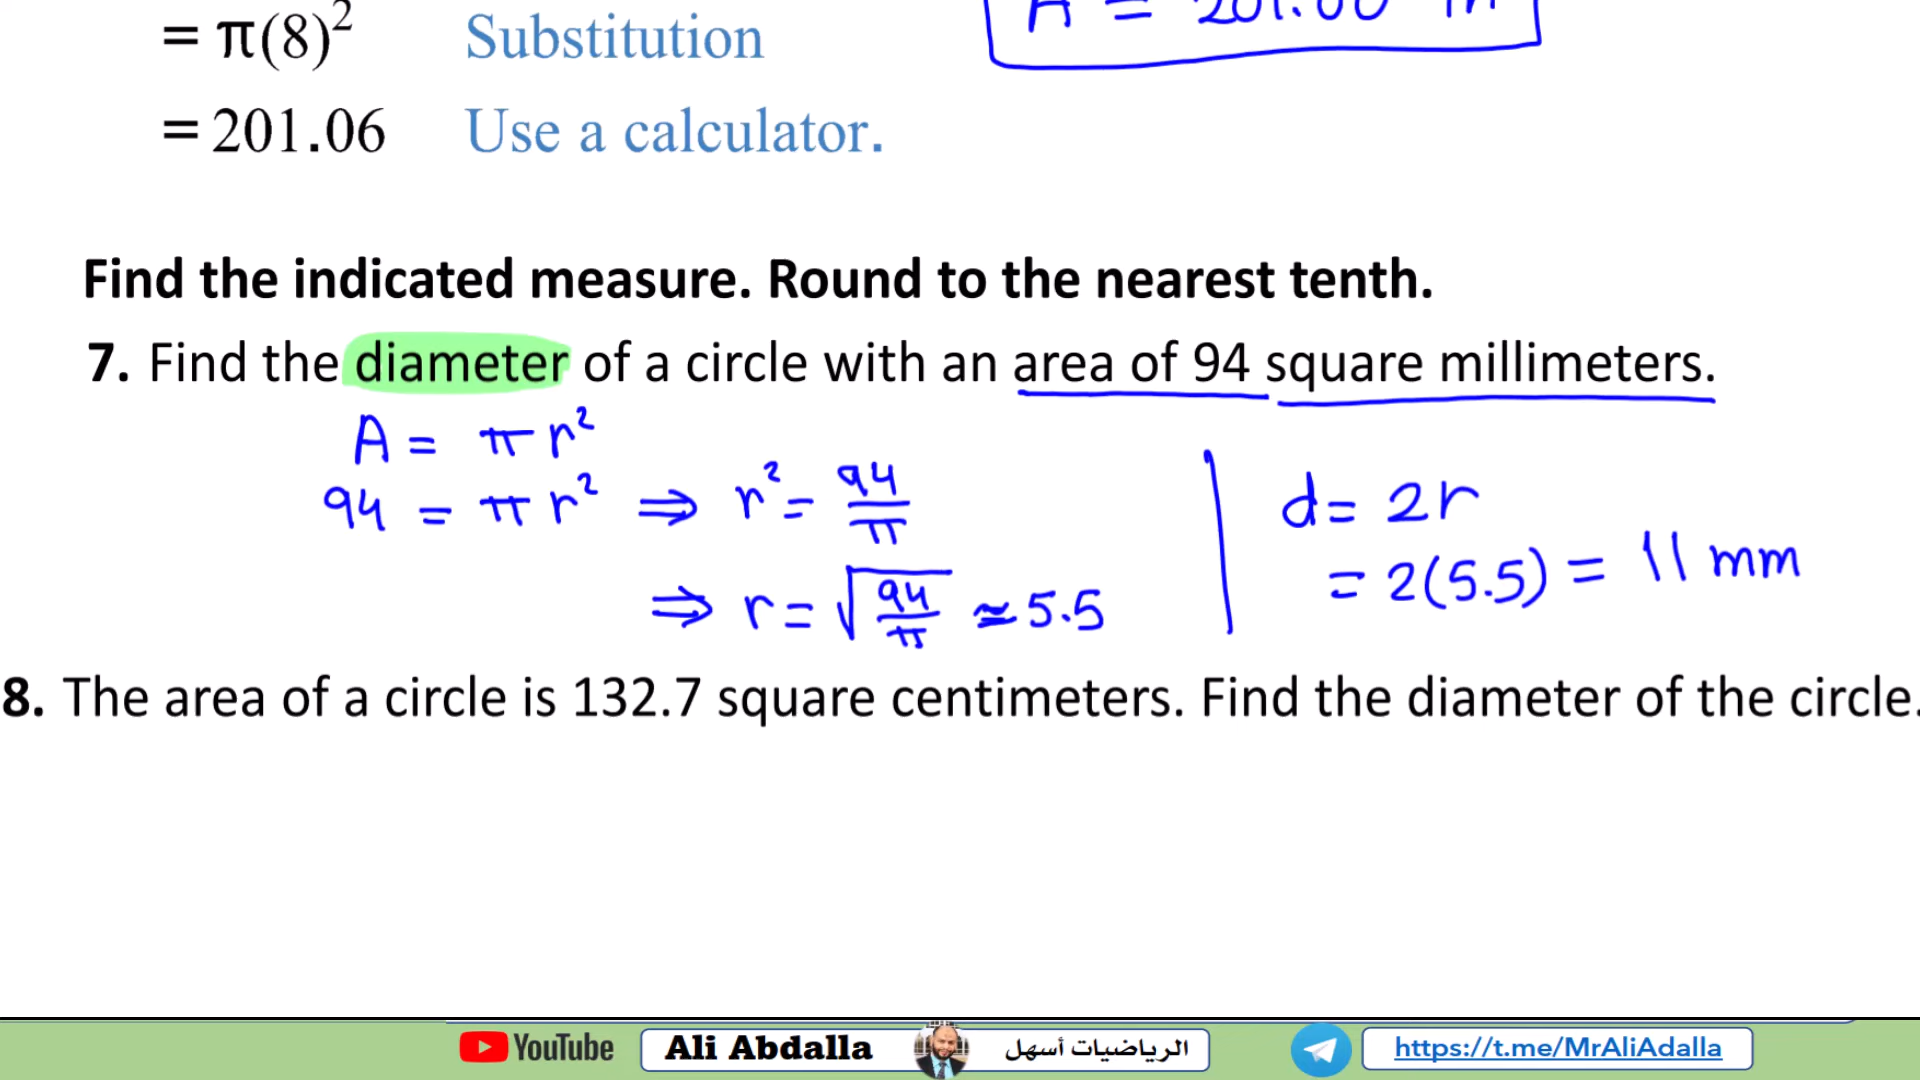 = π(8)² Substitution
A = 201.06
= 201.06 Use a calculator.
Find the indicated measure. Round to the nearest tenth.
7. Find the diameter of a circle with an area of 94 square millimeters.
A = πr²
94 = πr² ⇒ r² = 94/π
⇒ r = √(94/π) ≃ 5.5
d = 2r
= 2(5.5) = 11 mm
8. The area of a circle is 132.7 square centimeters. Find the diameter of the circle.
YouTube Ali Abdalla الرياضيات أسهل https://t.me/MrAliAdalla